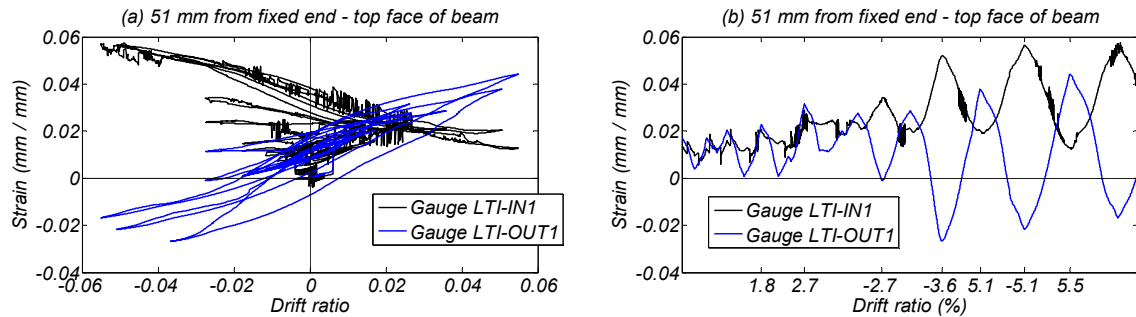 (a) 51 mm from fixed end - top face of beam
0.06
0.04
0.02
0
-0.02
-0.04
-0.06 -0.04 -0.02 0 0.02 0.04 0.06
Strain (mm / mm)
Drift ratio
Gauge LTI-IN1
Gauge LTI-OUT1
(b) 51 mm from fixed end - top face of beam
0.06
0.04
0.02
0
-0.02
-0.04
1.8 2.7 -2.7 -3.6 5.1 -5.1 5.5
Strain (mm / mm)
Drift ratio (%)
Gauge LTI-IN1
Gauge LTI-OUT1